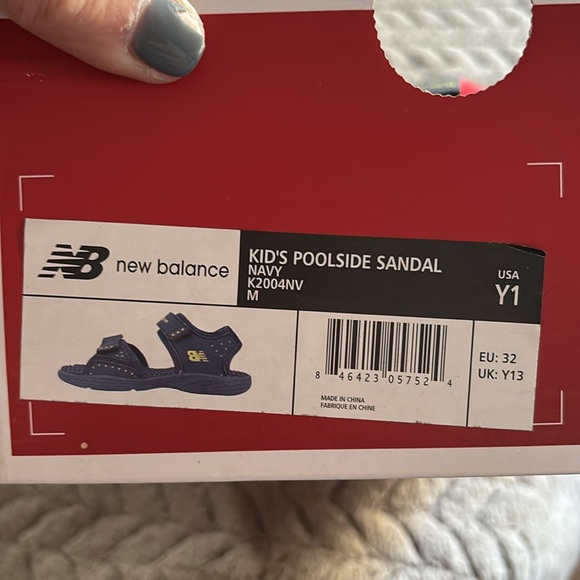 NB new balance
KID'S POOLSIDE SANDAL
NAVY
K2004NV
M
USA
Y1
8 46423 05752 4
MADE IN CHINA
FABRIQUE EN CHINE
EU: 32
UK: Y13